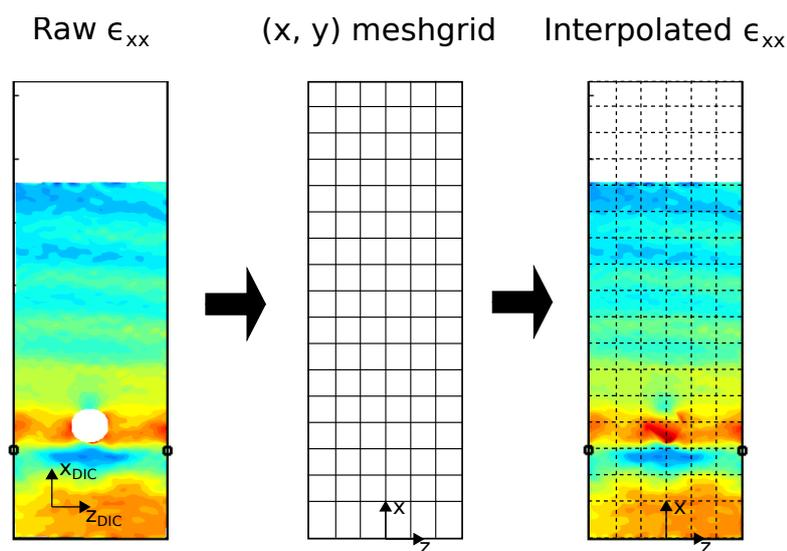 Raw ϵxx
(x, y) meshgrid
Interpolated ϵxx
xDIC
zDIC
x
z
x
z